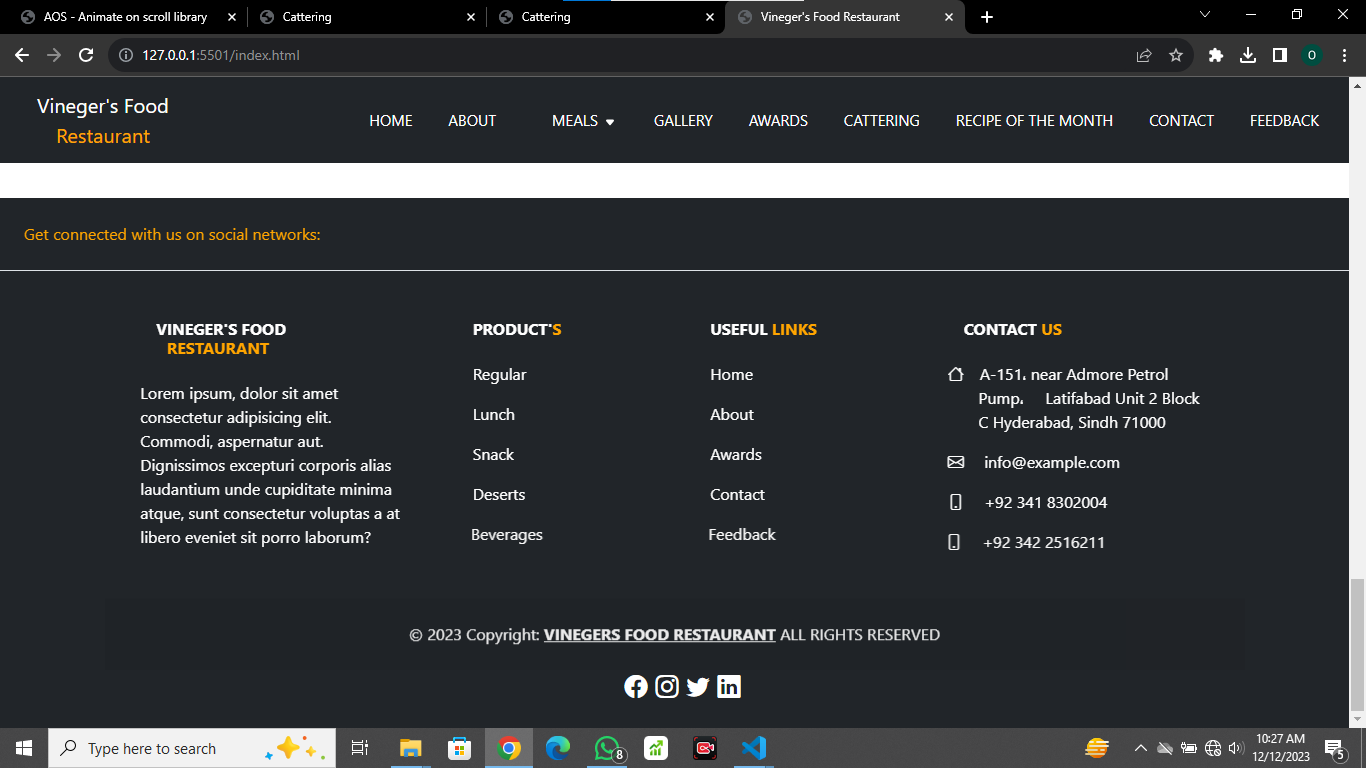 AOS - Animate on scroll library
Cattering
Cattering
Vineger's Food Restaurant
127.0.0.1:5501/index.html
O
Vineger's Food
Restaurant
HOME ABOUT MEALS GALLERY AWARDS CATTERING RECIPE OF THE MONTH CONTACT FEEDBACK
Get connected with us on social networks:
VINEGER'S FOOD
RESTAURANT
Lorem ipsum, dolor sit amet
consectetur adipisicing elit.
Commodi, aspernatur aut.
Dignissimos excepturi corporis alias
laudantium unde cupiditate minima
atque, sunt consectetur voluptas a at
libero eveniet sit porro laborum?
PRODUCT'S
Regular
Lunch
Snack
Deserts
Beverages
USEFUL LINKS
Home
About
Awards
Contact
Feedback
CONTACT US
A-151، near Admore Petrol
Pump، Latifabad Unit 2 Block
C Hyderabad, Sindh 71000
info@example.com
+92 341 8302004
+92 342 2516211
© 2023 Copyright: VINEGERS FOOD RESTAURANT ALL RIGHTS RESERVED
Type here to search
8
10:27 AM
12/12/2023
5